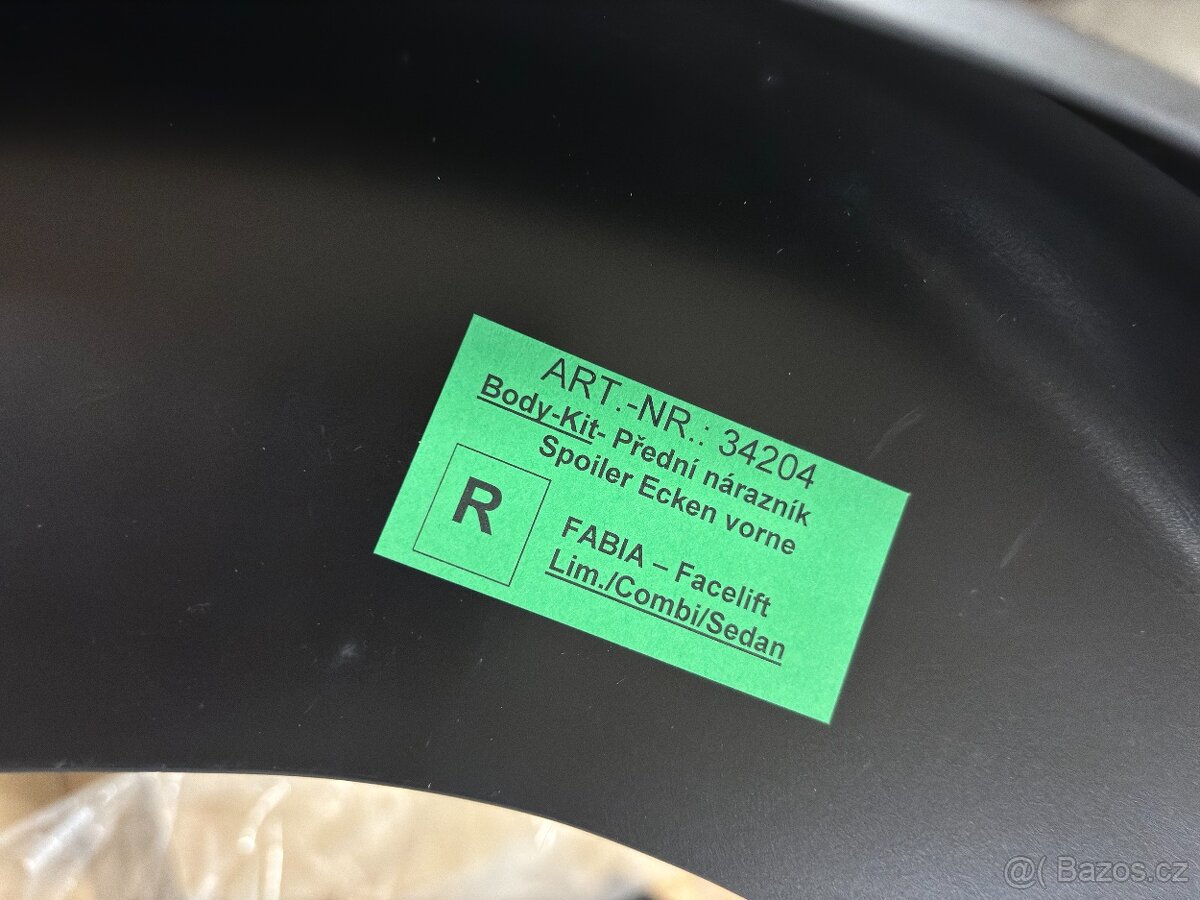 ART.-NR.: 34204
Body-Kit- Přední nárazník
Spoiler Ecken vorne
R
FABIA – Facelift
Lim./Combi/Sedan
@( Bazos.cz